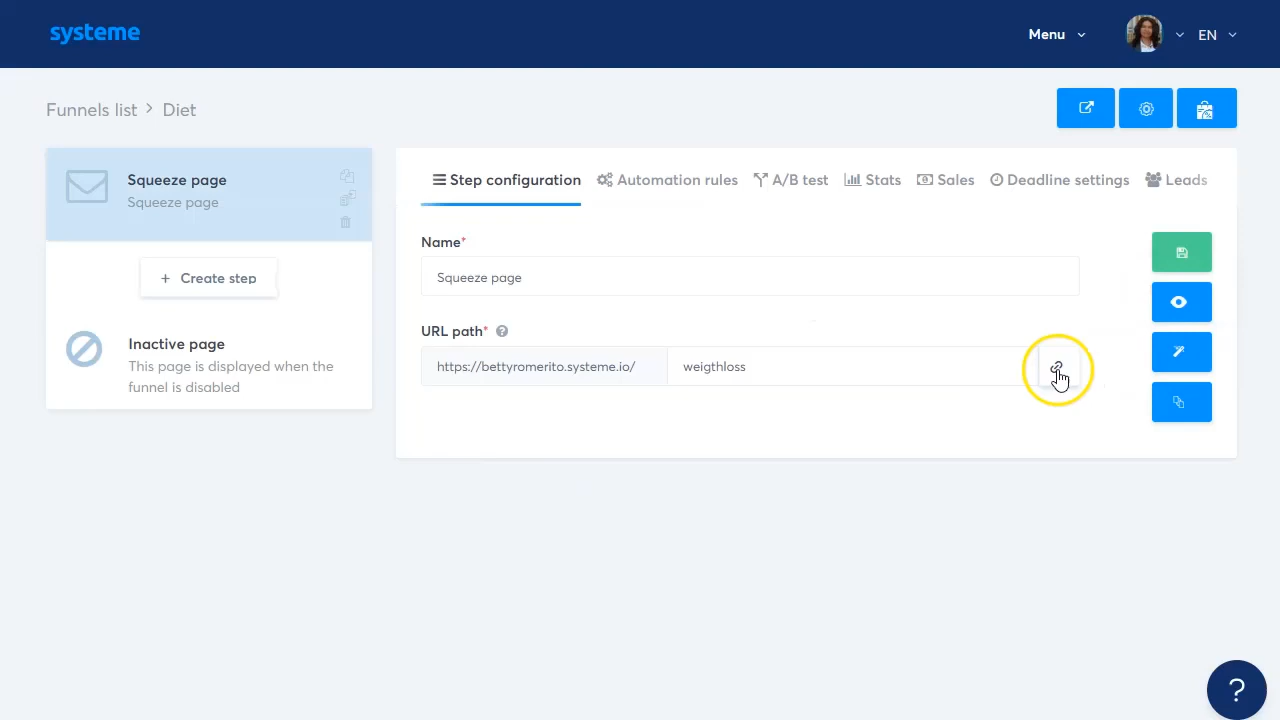 systeme
Menu
EN
Funnels list > Diet
Squeeze page
Squeeze page
+ Create step
Inactive page
This page is displayed when the
funnel is disabled
Step configuration
Automation rules
A/B test
Stats
Sales
Deadline settings
Leads
Name*
Squeeze page
URL path* ?
https://bettyromerito.systeme.io/
weigthloss
?